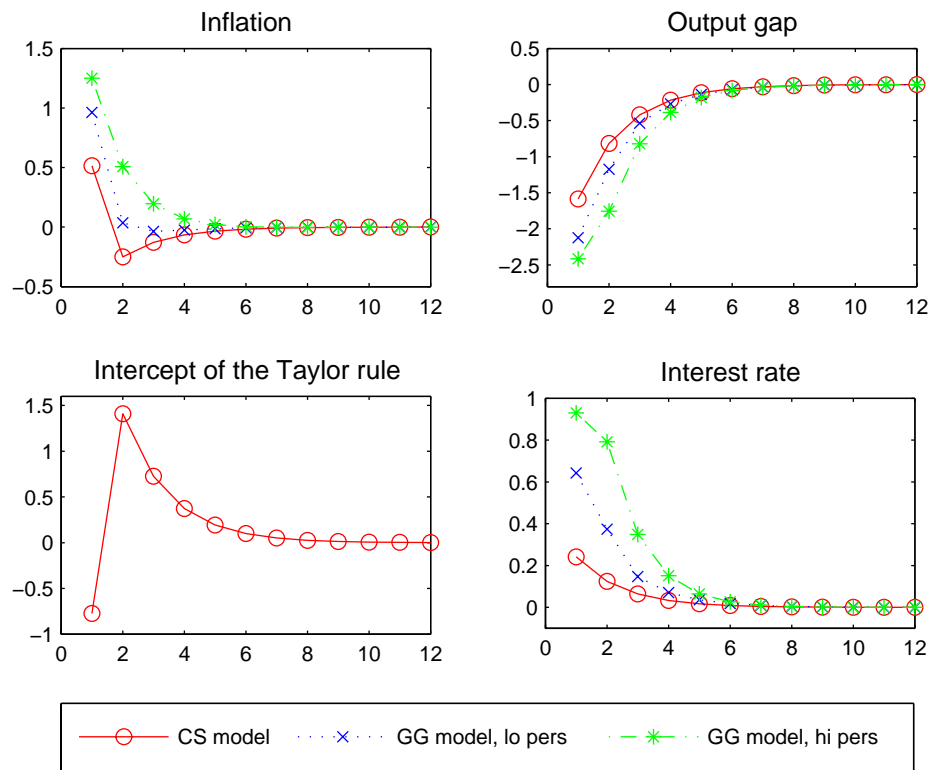 Inflation
1.5
1
0.5
0
−0.5
0 2 4 6 8 10 12
Output gap
0.5
0
−0.5
−1
−1.5
−2
−2.5
0 2 4 6 8 10 12
Intercept of the Taylor rule
1.5
1
0.5
0
−0.5
−1
0 2 4 6 8 10 12
Interest rate
1
0.8
0.6
0.4
0.2
0
0 2 4 6 8 10 12
CS model GG model, lo pers GG model, hi pers